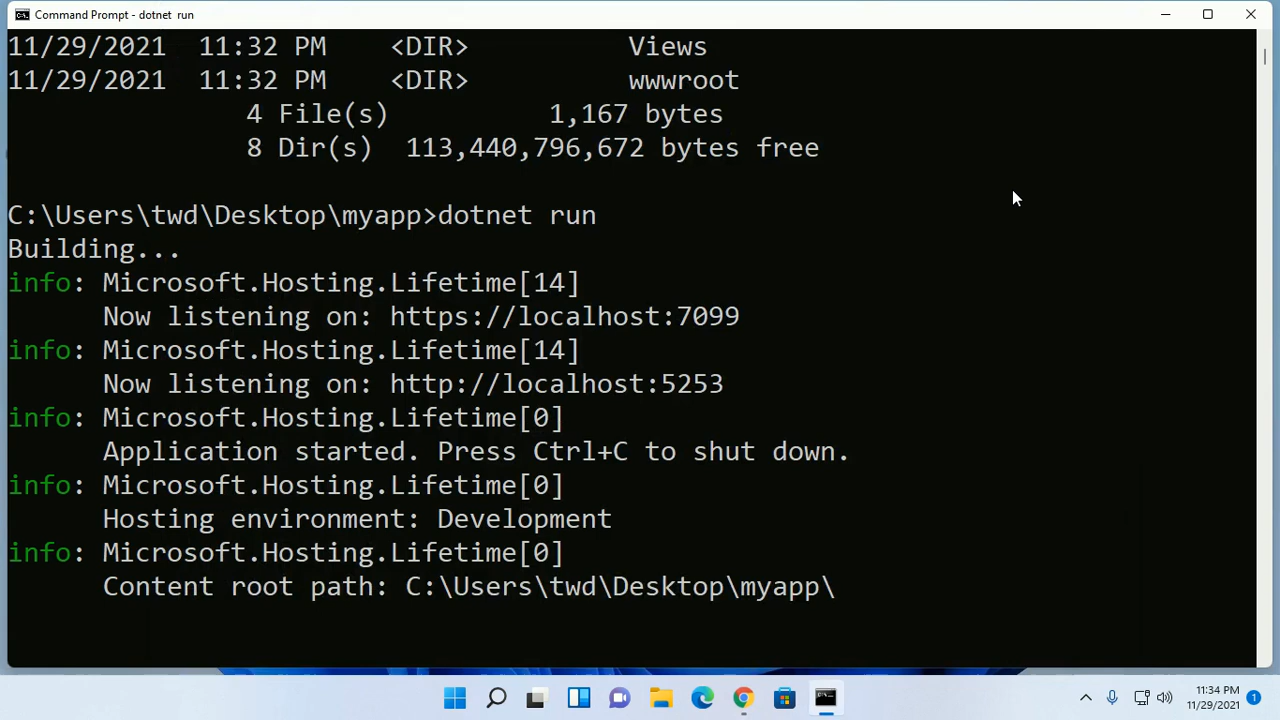 Command Prompt - dotnet  run
11/29/2021  11:32 PM    <DIR>          Views
11/29/2021  11:32 PM    <DIR>          wwwroot
               4 File(s)          1,167 bytes
               8 Dir(s)  113,440,796,672 bytes free
C:\Users\twd\Desktop\myapp>dotnet run
Building...
info: Microsoft.Hosting.Lifetime[14]
      Now listening on: https://localhost:7099
info: Microsoft.Hosting.Lifetime[14]
      Now listening on: http://localhost:5253
info: Microsoft.Hosting.Lifetime[0]
      Application started. Press Ctrl+C to shut down.
info: Microsoft.Hosting.Lifetime[0]
      Hosting environment: Development
info: Microsoft.Hosting.Lifetime[0]
      Content root path: C:\Users\twd\Desktop\myapp\
11:34 PM
11/29/2021
1